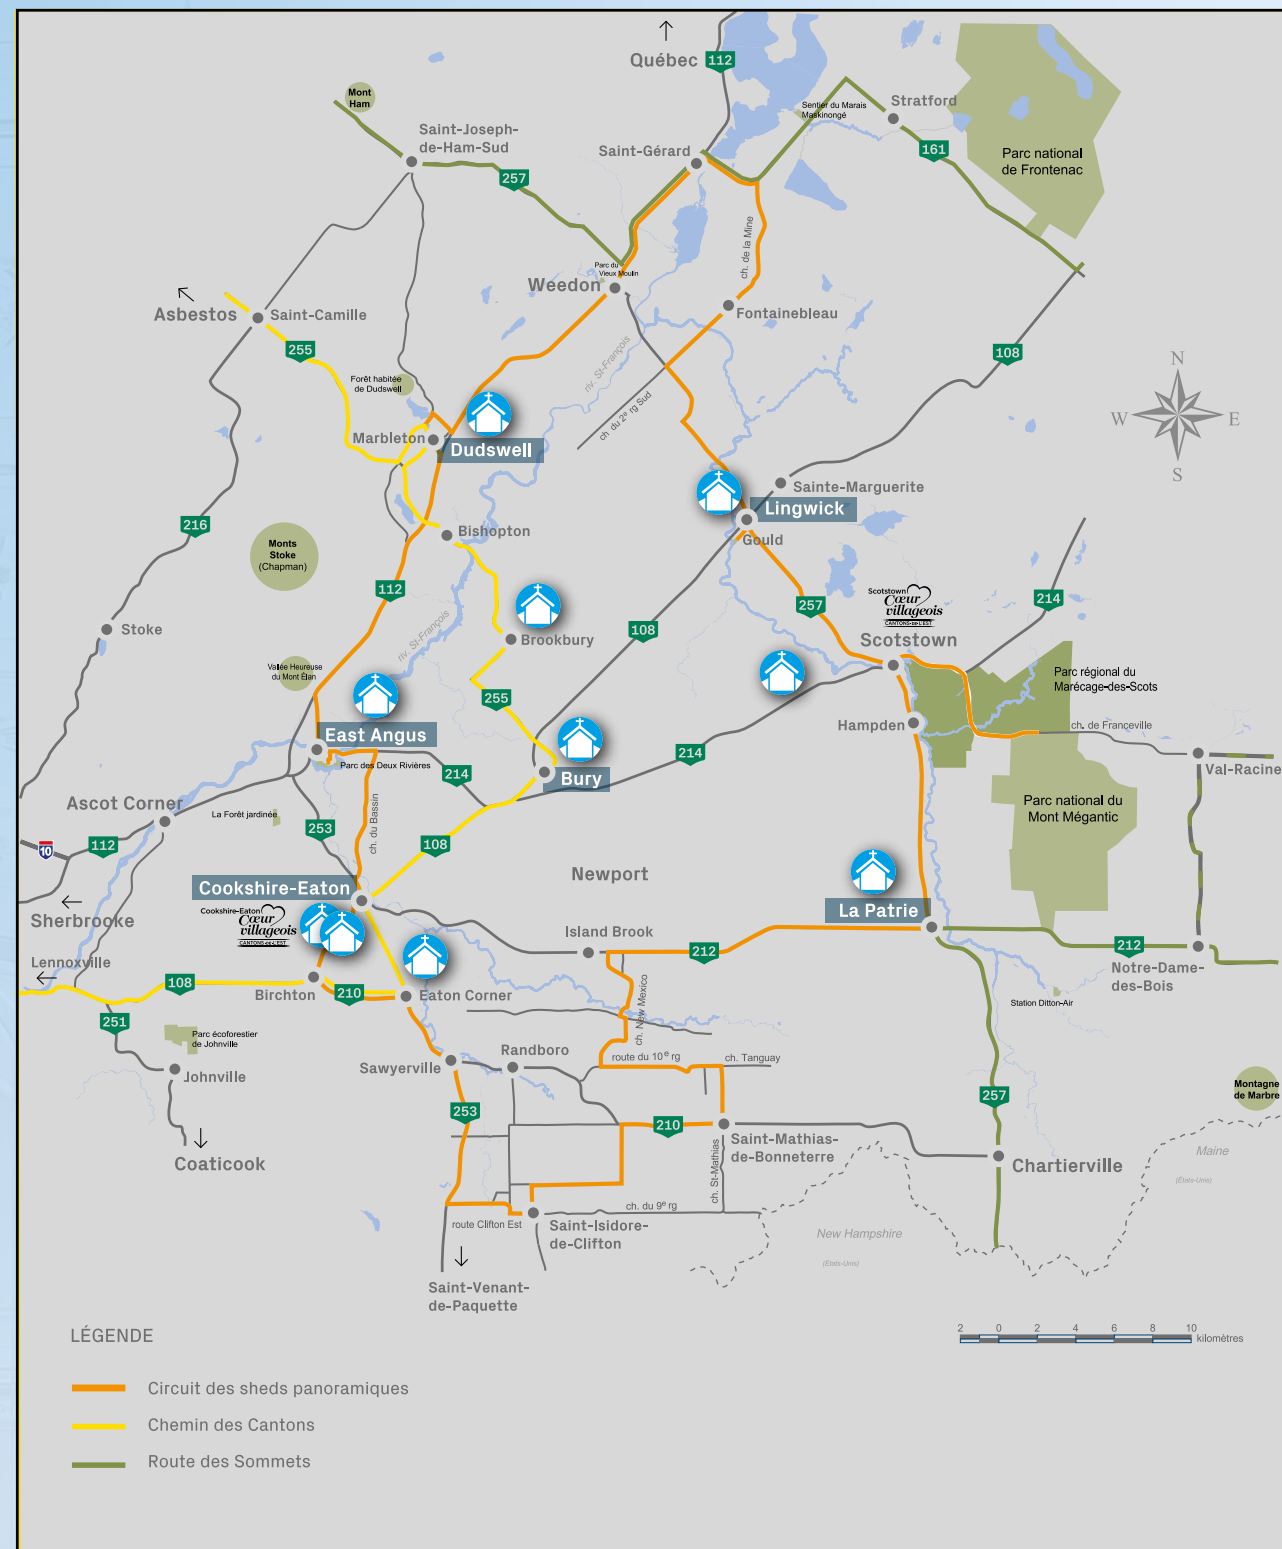 Québec
112
Mont
Ham
Saint-Joseph-
de-Ham-Sud
Saint-Gérard
Sentier du Marais
Maskinongé
Stratford
161
Parc national
de Frontenac
257
ch. de la Mine
Parc du
Vieux Moulin
Weedon
Asbestos
Saint-Camille
Fontainebleau
255
riv. St-François
108
N
W
E
S
Forêt habitée
de Dudswell
ch. du 2e rg Sud
Marbleton
Dudswell
Sainte-Marguerite
Lingwick
Gould
216
Bishopton
Monts
Stoke
(Chapman)
112
257
Scotstown
Cœur
villageois
CANTONS-DE-L'EST
214
Stoke
riv. St-François
Brookbury
108
Scotstown
Vallée Heureuse
du Mont Élan
Parc régional du
Marécage-des-Scots
255
East Angus
Hampden
ch. de Franceville
Parc des Deux Rivières
214
Bury
214
Val-Racine
Ascot Corner
La Forêt jardinée
253
ch. du Bassin
Parc national du
Mont Mégantic
10
112
108
Cookshire-Eaton
Newport
La Patrie
Sherbrooke
Cookshire-Eaton
Cœur
villageois
CANTONS-DE-L'EST
Island Brook
212
212
Lennoxville
108
Birchton
210
Eaton Corner
Notre-Dame-
des-Bois
ch. New Mexico
Station Ditton-Air
251
Parc écoforestier
de Johnville
Johnville
Sawyerville
Randboro
route du 10e rg
ch. Tanguay
257
Montagne
de Marbre
253
210
Saint-Mathias-
de-Bonneterre
Coaticook
ch. St-Mathias
Chartierville
Maine
(États-Unis)
ch. du 9e rg
route Clifton Est
Saint-Isidore-
de-Clifton
New Hampshire
(États-Unis)
Saint-Venant-
de-Paquette
LÉGENDE
2 0 2 4 6 8 10
kilomètres
Circuit des sheds panoramiques
Chemin des Cantons
Route des Sommets